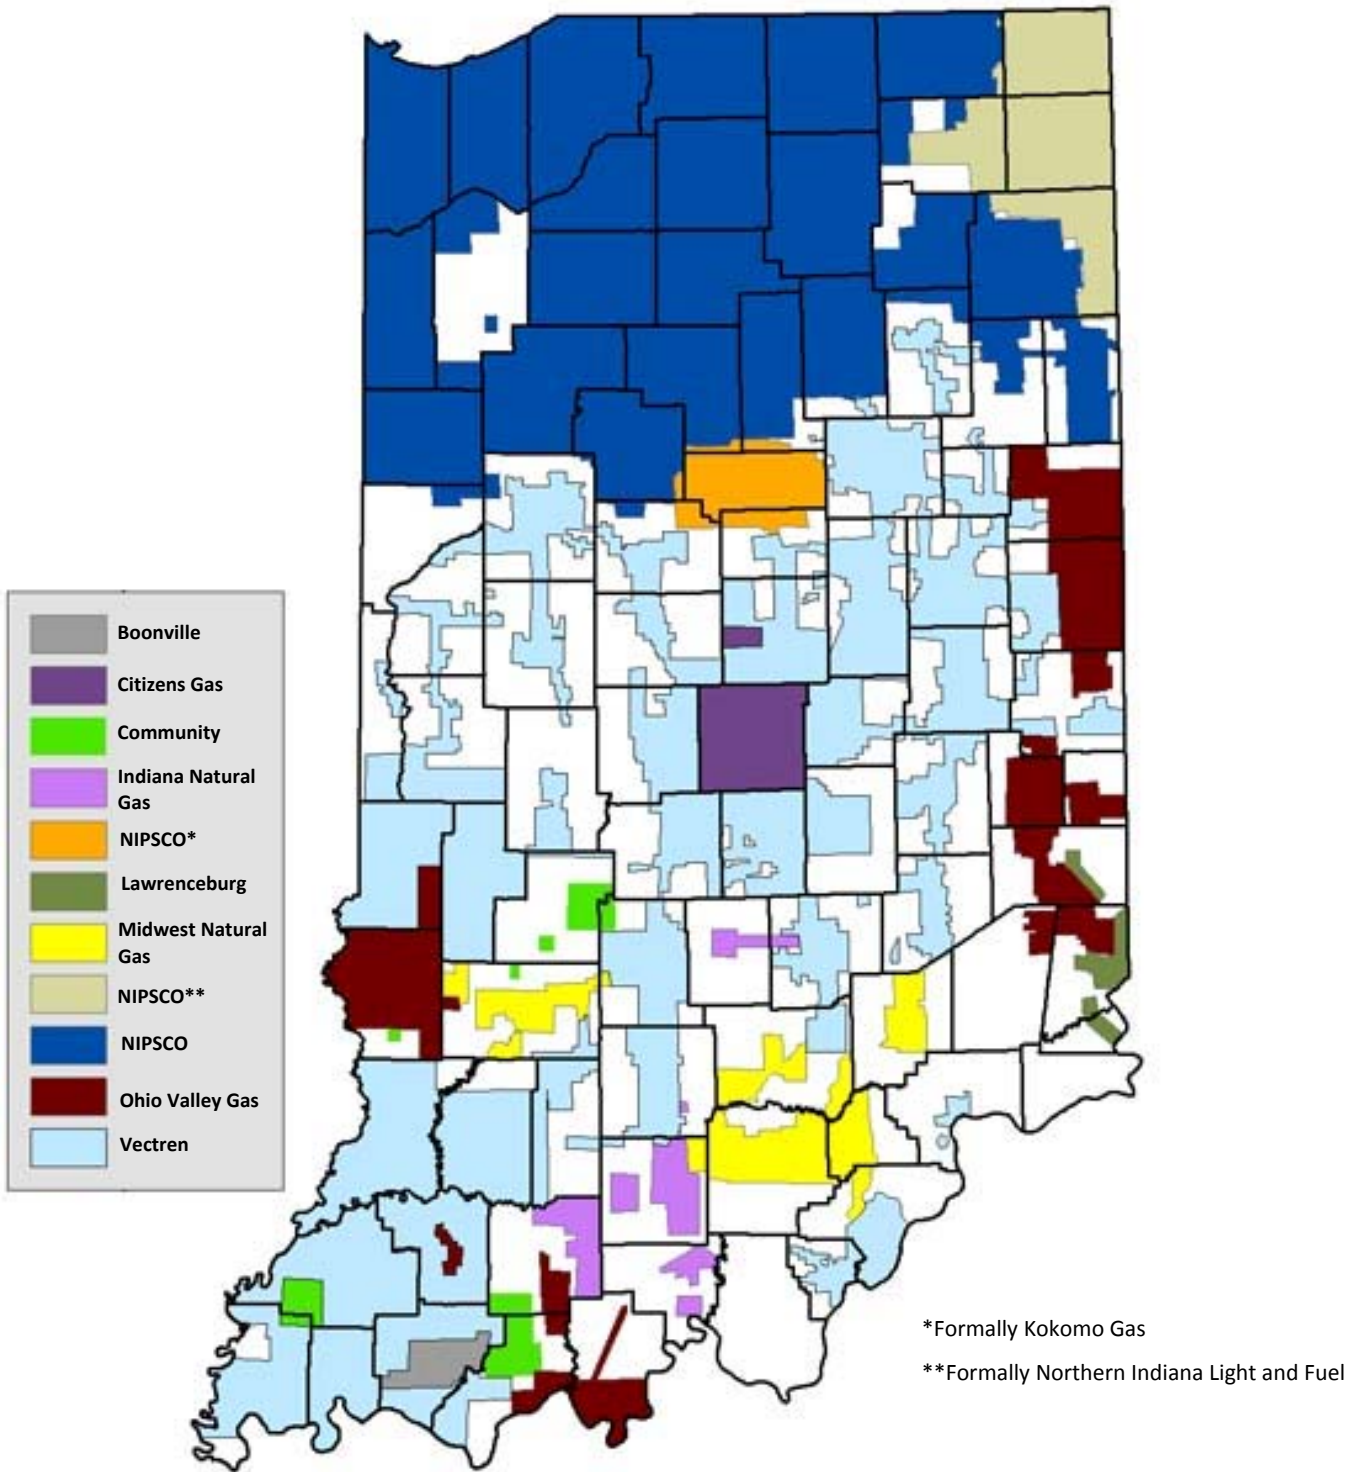 Boonville
Citizens Gas
Community
Indiana Natural
Gas
NIPSCO*
Lawrenceburg
Midwest Natural
Gas
NIPSCO**
NIPSCO
Ohio Valley Gas
Vectren
*Formally Kokomo Gas
**Formally Northern Indiana Light and Fuel